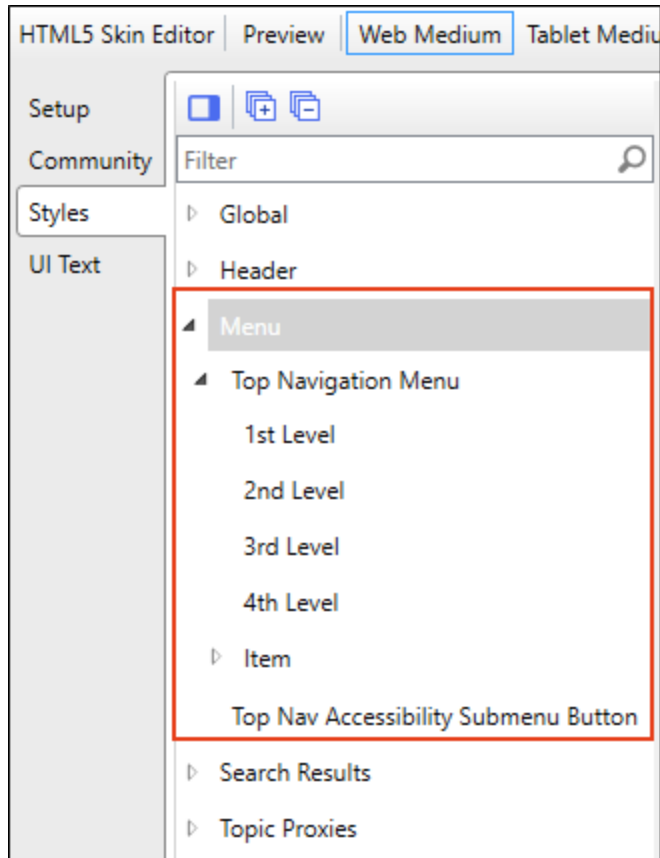 HTML5 Skin Editor Preview Web Medium Tablet Mediu
Setup
Community
Styles
UI Text
Filter
Global
Header
Menu
Top Navigation Menu
1st Level
2nd Level
3rd Level
4th Level
Item
Top Nav Accessibility Submenu Button
Search Results
Topic Proxies